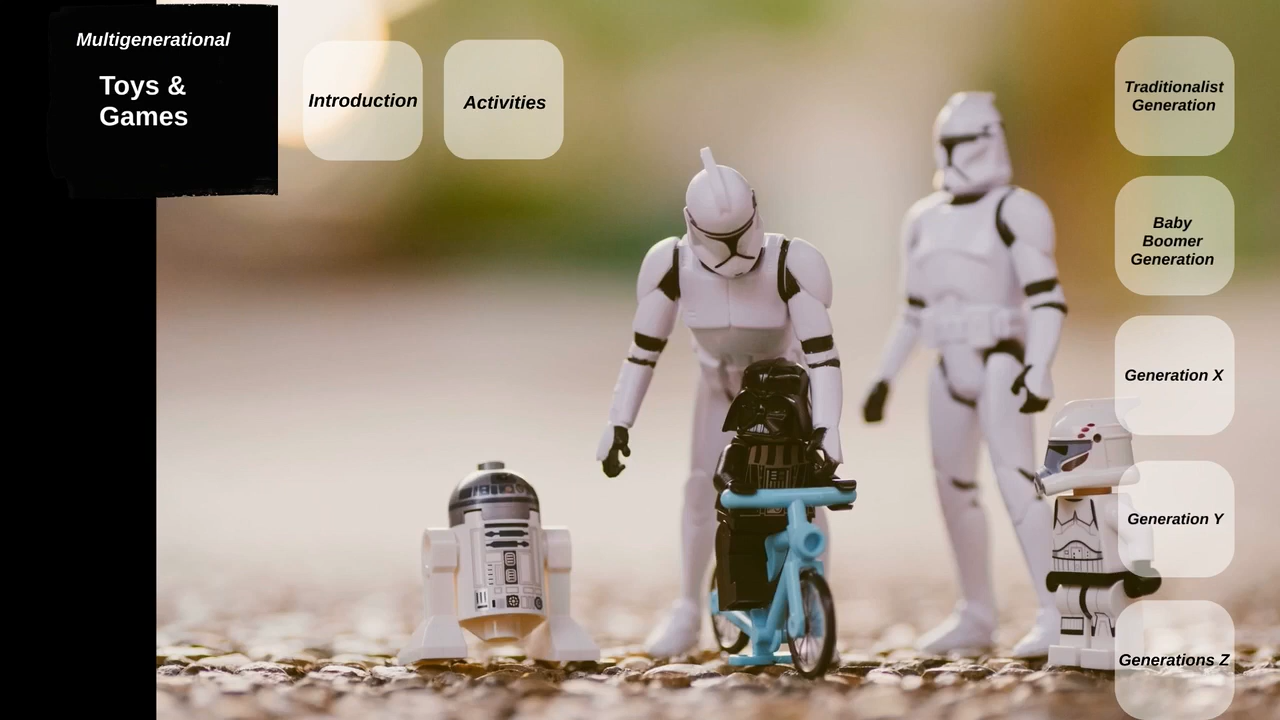 Multigenerational
Toys &
Games
Introduction
Activities
Traditionalist
Generation
Baby
Boomer
Generation
Generation X
Generation Y
Generations Z